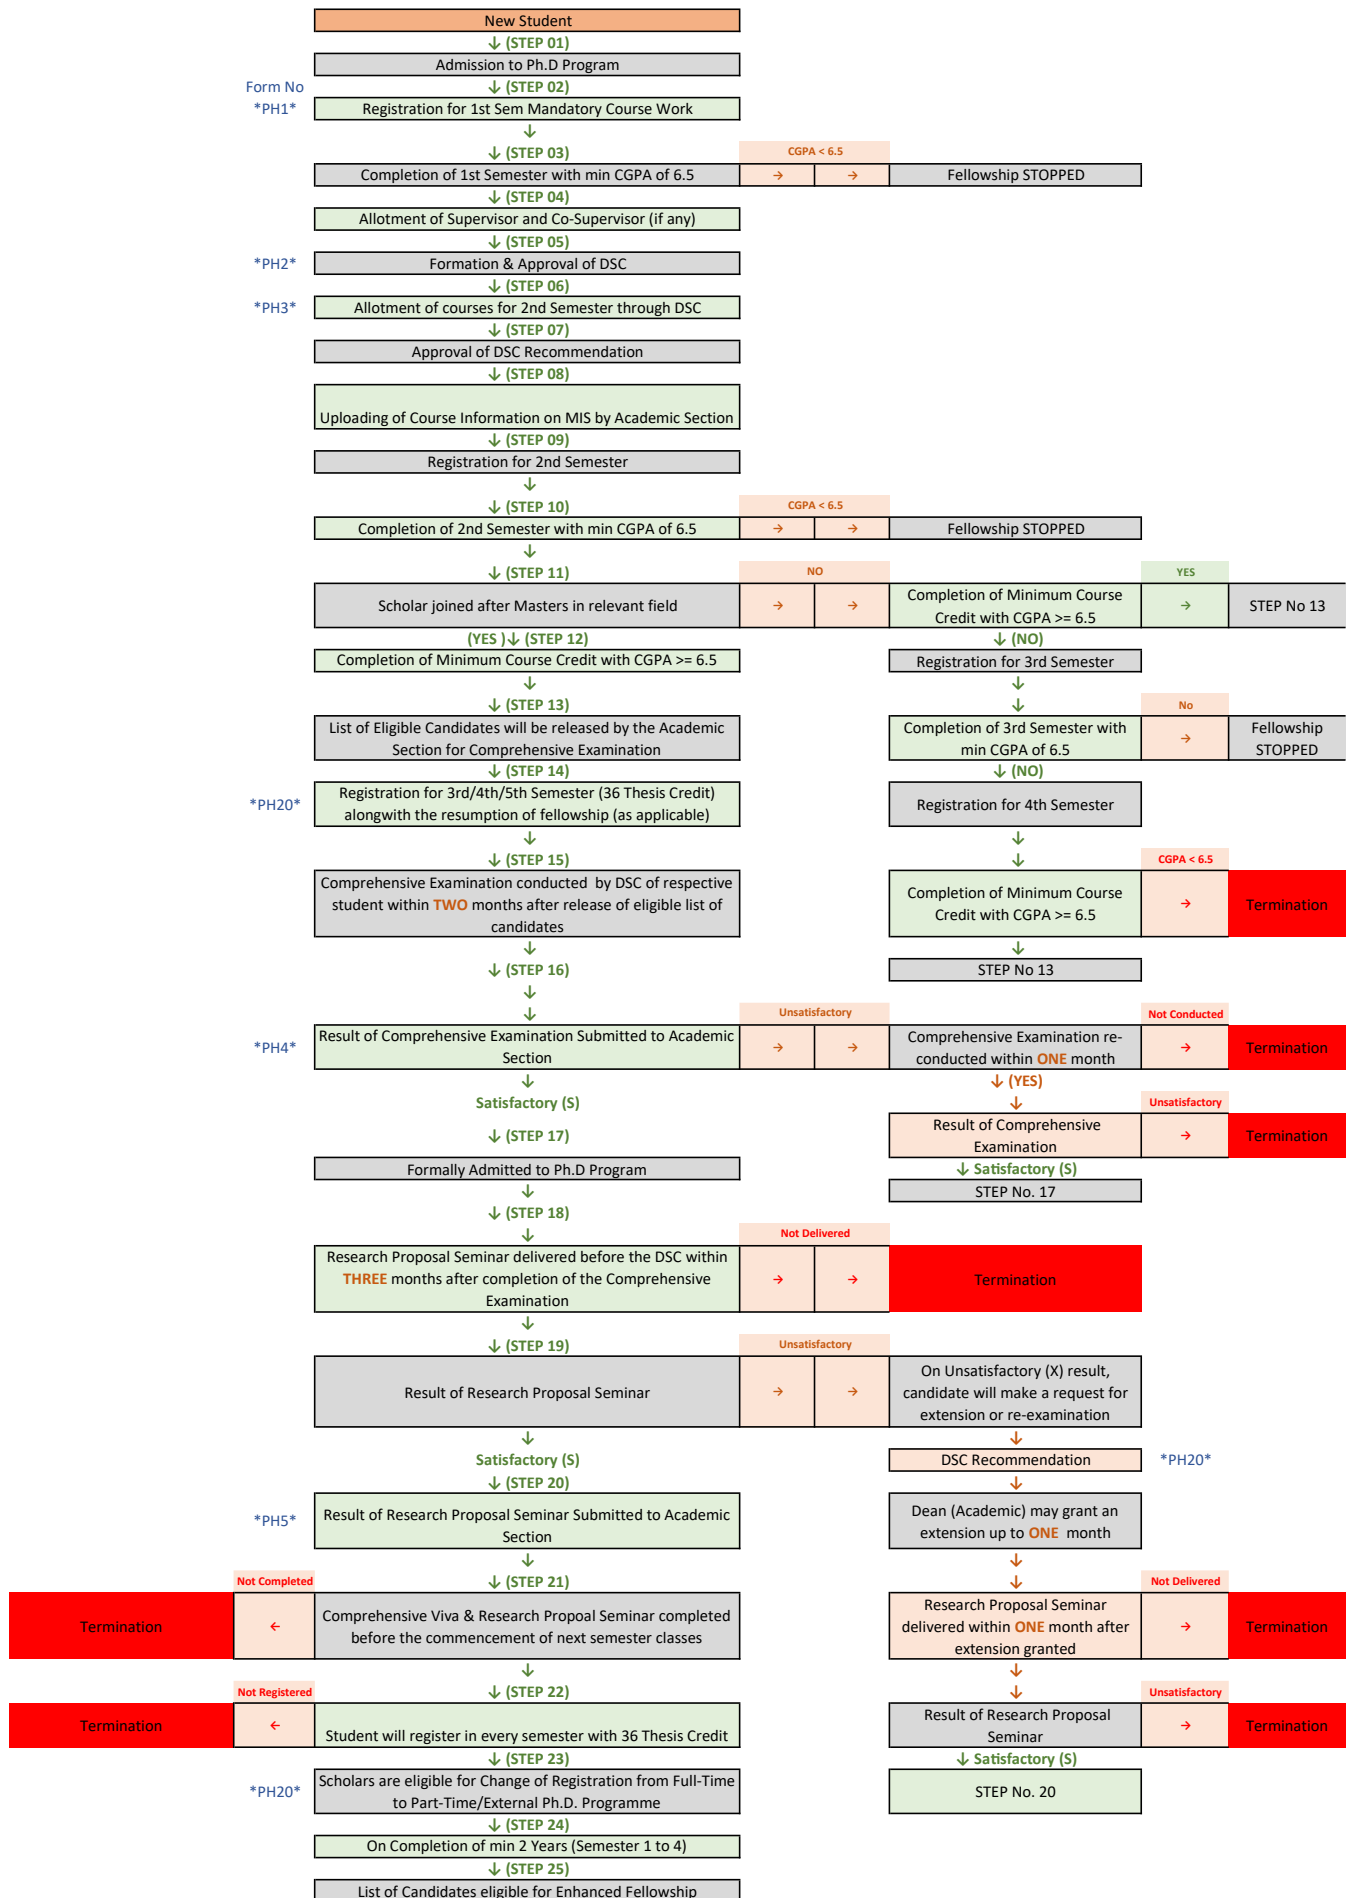 New Student
↓ (STEP 01)
Admission to Ph.D Program
Form No ↓ (STEP 02)
*PH1* Registration for 1st Sem Mandatory Course Work
↓
↓ (STEP 03) CGPA < 6.5
Completion of 1st Semester with min CGPA of 6.5 → → Fellowship STOPPED
↓ (STEP 04)
Allotment of Supervisor and Co-Supervisor (if any)
↓ (STEP 05)
*PH2* Formation & Approval of DSC
↓ (STEP 06)
*PH3* Allotment of courses for 2nd Semester through DSC
↓ (STEP 07)
Approval of DSC Recommendation
↓ (STEP 08)
Uploading of Course Information on MIS by Academic Section
↓ (STEP 09)
Registration for 2nd Semester
↓
↓ (STEP 10) CGPA < 6.5
Completion of 2nd Semester with min CGPA of 6.5 → → Fellowship STOPPED
↓
↓ (STEP 11) NO YES
Scholar joined after Masters in relevant field → → Completion of Minimum Course
Credit with CGPA >= 6.5 → STEP No 13
(YES )↓ (STEP 12) ↓ (NO)
Completion of Minimum Course Credit with CGPA >= 6.5 Registration for 3rd Semester
↓ ↓
↓ (STEP 13) ↓ No
List of Eligible Candidates will be released by the Academic
Section for Comprehensive Examination
Completion of 3rd Semester with
min CGPA of 6.5 → Fellowship
STOPPED
↓ (STEP 14) ↓ (NO)
*PH20* Registration for 3rd/4th/5th Semester (36 Thesis Credit)
alongwith the resumption of fellowship (as applicable)
Registration for 4th Semester
↓ ↓
↓ (STEP 15) ↓ CGPA < 6.5
Comprehensive Examination conducted by DSC of respective
student within TWO months after release of eligible list of
candidates
Completion of Minimum Course
Credit with CGPA >= 6.5 → Termination
↓ ↓
↓ (STEP 16) STEP No 13
↓
↓ Unsatisfactory Not Conducted
*PH4* Result of Comprehensive Examination Submitted to Academic
Section → → Comprehensive Examination re-
conducted within ONE month → Termination
↓ ↓ (YES)
Satisfactory (S) ↓ Unsatisfactory
↓ (STEP 17) Result of Comprehensive
Examination → Termination
Formally Admitted to Ph.D Program ↓ Satisfactory (S)
↓ STEP No. 17
↓ (STEP 18)
↓ Not Delivered
Research Proposal Seminar delivered before the DSC within
THREE months after completion of the Comprehensive
Examination → → Termination
↓
↓ (STEP 19) Unsatisfactory
Result of Research Proposal Seminar → → On Unsatisfactory (X) result,
candidate will make a request for
extension or re-examination
↓ ↓
Satisfactory (S) DSC Recommendation *PH20*
↓ (STEP 20) ↓
*PH5* Result of Research Proposal Seminar Submitted to Academic
Section
Dean (Academic) may grant an
extension up to ONE month
↓ ↓
Not Completed ↓ (STEP 21) ↓ Not Delivered
Termination ← Comprehensive Viva & Research Propoal Seminar completed
before the commencement of next semester classes
Research Proposal Seminar
delivered within ONE month after
extension granted → Termination
↓ ↓
Not Registered ↓ (STEP 22) ↓ Unsatisfactory
Termination ← Student will register in every semester with 36 Thesis Credit
Result of Research Proposal
Seminar → Termination
↓ (STEP 23) ↓ Satisfactory (S)
*PH20* Scholars are eligible for Change of Registration from Full-Time
to Part-Time/External Ph.D. Programme
STEP No. 20
↓ (STEP 24)
On Completion of min 2 Years (Semester 1 to 4)
↓ (STEP 25)
List of Candidates eligible for Enhanced Fellowship